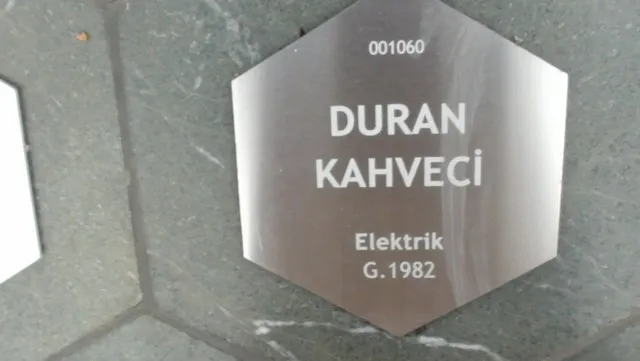 001060
DURAN
KAHVECİ
Elektrik
G.1982